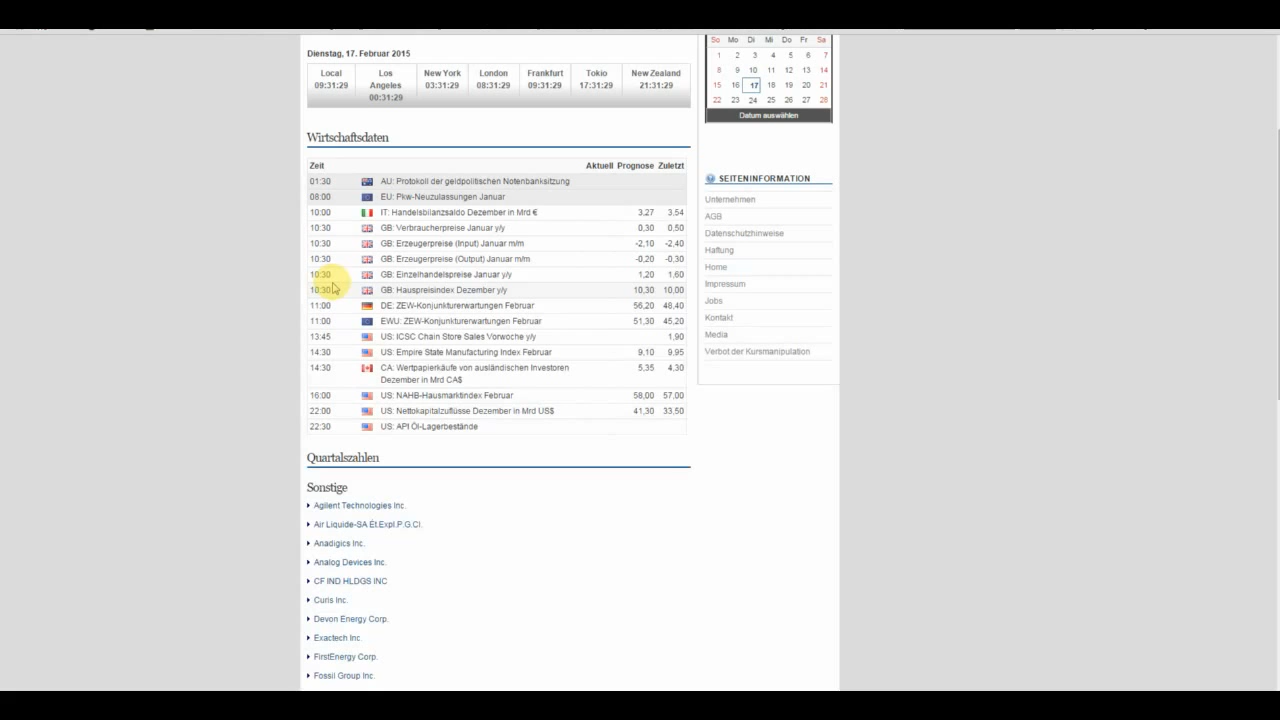 Dienstag, 17. Februar 2015
Local Los Angeles New York London Frankfurt Tokio New Zealand
09:31:29 00:31:29 03:31:29 08:31:29 09:31:29 17:31:29 21:31:29
Wirtschaftsdaten
Zeit Aktuell Prognose Zuletzt
01:30 AU: Protokoll der geldpolitischen Notenbanksitzung
08:00 EU: Pkw-Neuzulassungen Januar
10:00 IT: Handelsbilanzsaldo Dezember in Mrd € 3,27 3,54
10:30 GB: Verbraucherpreise Januar y/y 0,30 0,50
10:30 GB: Erzeugerpreise (Input) Januar m/m -2,10 -2,40
10:30 GB: Erzeugerpreise (Output) Januar m/m -0,20 -0,30
10:30 GB: Einzelhandelspreise Januar y/y 1,20 1,60
10:30 GB: Hauspreisindex Dezember y/y 10,30 10,00
11:00 DE: ZEW-Konjunkturerwartungen Februar 56,20 48,40
11:00 EWU: ZEW-Konjunkturerwartungen Februar 51,30 45,20
13:45 US: ICSC Chain Store Sales Vorwoche y/y 1,90
14:30 US: Empire State Manufacturing Index Februar 9,10 9,95
14:30 CA: Wertpapierkäufe von ausländischen Investoren 5,35 4,30
Dezember in Mrd CA$
16:00 US: NAHB-Hausmarktindex Februar 58,00 57,00
22:00 US: Nettokapitalzuflüsse Dezember in Mrd US$ 41,30 33,50
22:30 US: API Öl-Lagerbestände
Quartalszahlen
Sonstige
Agilent Technologies Inc.
Air Liquide-SA Ét.Expl.P.G.Cl.
Anadigics Inc.
Analog Devices Inc.
CF IND HLDGS INC
Curis Inc.
Devon Energy Corp.
Exactech Inc.
FirstEnergy Corp.
Fossil Group Inc.
So Mo Di Mi Do Fr Sa
1 2 3 4 5 6 7
8 9 10 11 12 13 14
15 16 17 18 19 20 21
22 23 24 25 26 27 28
Datum auswählen
SEITENINFORMATION
Unternehmen
AGB
Datenschutzhinweise
Haftung
Home
Impressum
Jobs
Kontakt
Media
Verbot der Kursmanipulation